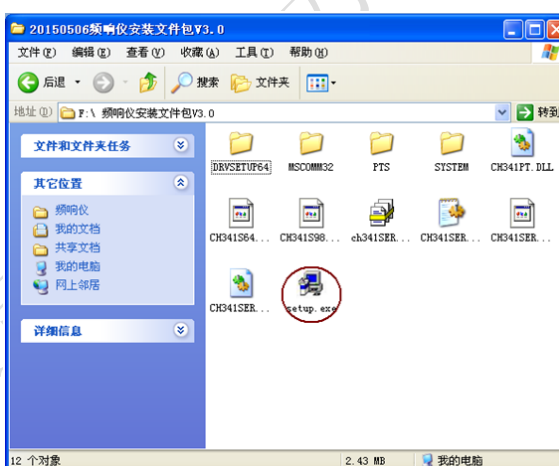 20150506频响仪安装文件包V3.0
文件(F) 编辑(E) 查看(V) 收藏(A) 工具(T) 帮助(H)
后退 搜索 文件夹
地址(D) F:\ 频响仪安装文件包V3.0 转到
文件和文件夹任务
其它位置
频响仪
我的文档
共享文档
我的电脑
网上邻居
详细信息
DRVSETUP64 MSCOMM32 PTS SYSTEM CH341PT.DLL
CH341S64... CH341S98... ch341SER... CH341SER... CH341SER...
CH341SER... setup.exe
12 个对象 2.43 MB 我的电脑